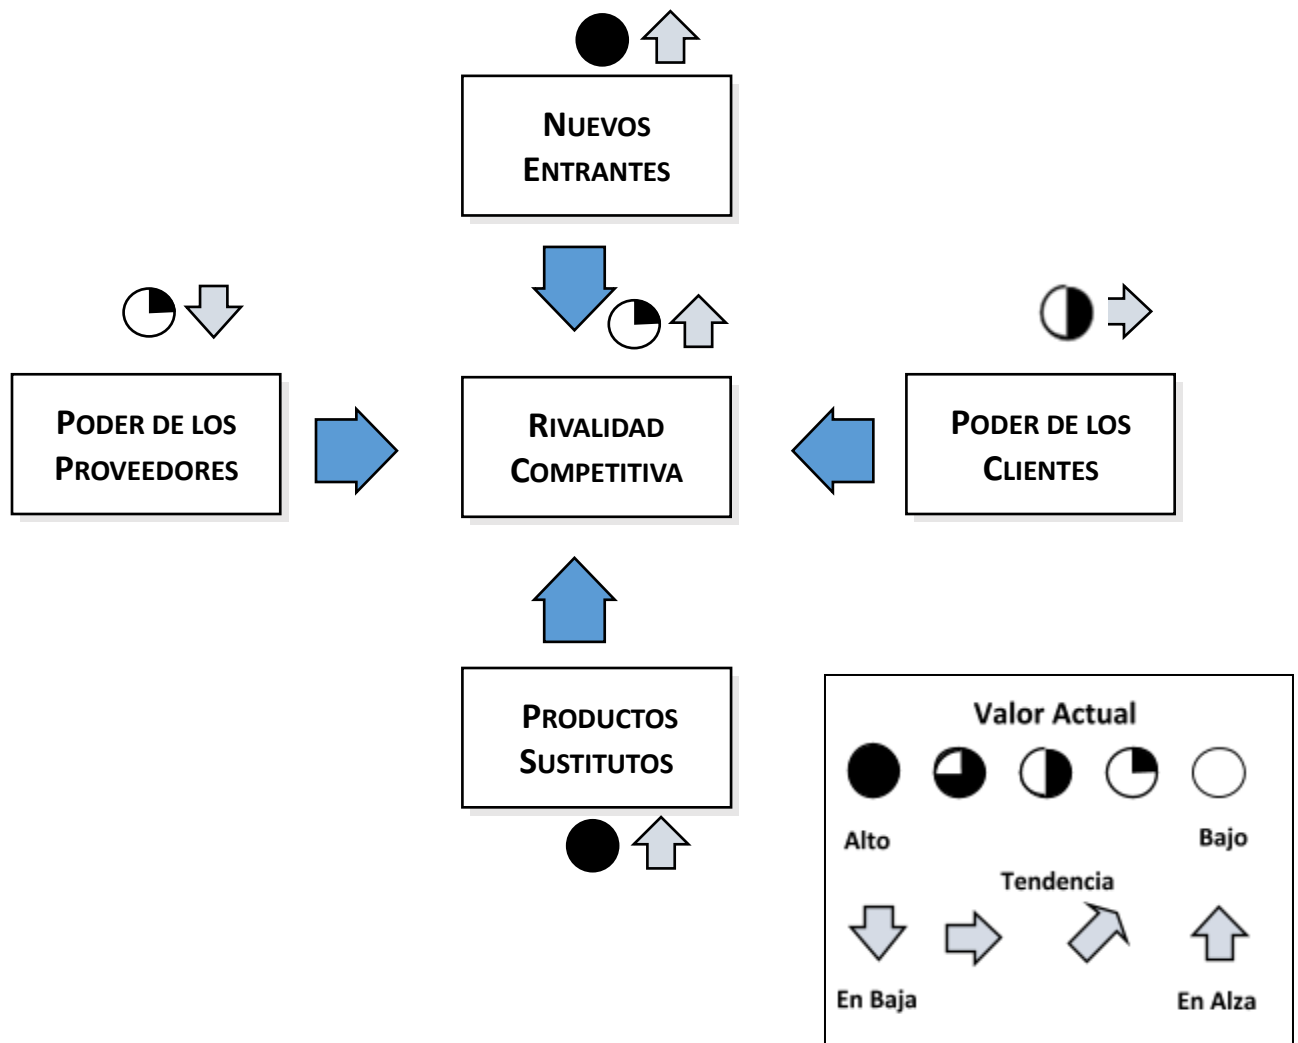 NUEVOS
ENTRANTES
PODER DE LOS
PROVEEDORES
RIVALIDAD
COMPETITIVA
PODER DE LOS
CLIENTES
PRODUCTOS
SUSTITUTOS
Valor Actual
Alto
Bajo
Tendencia
En Baja
En Alza